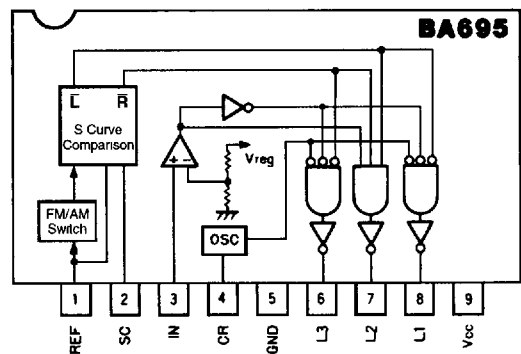 BA695
L̅ R̅
S Curve
Comparison
+ -
Vreg
FM/AM
Switch
OSC
1 2 3 4 5 6 7 8 9
REF SC IN CR GND L3 L2 L1 Vcc